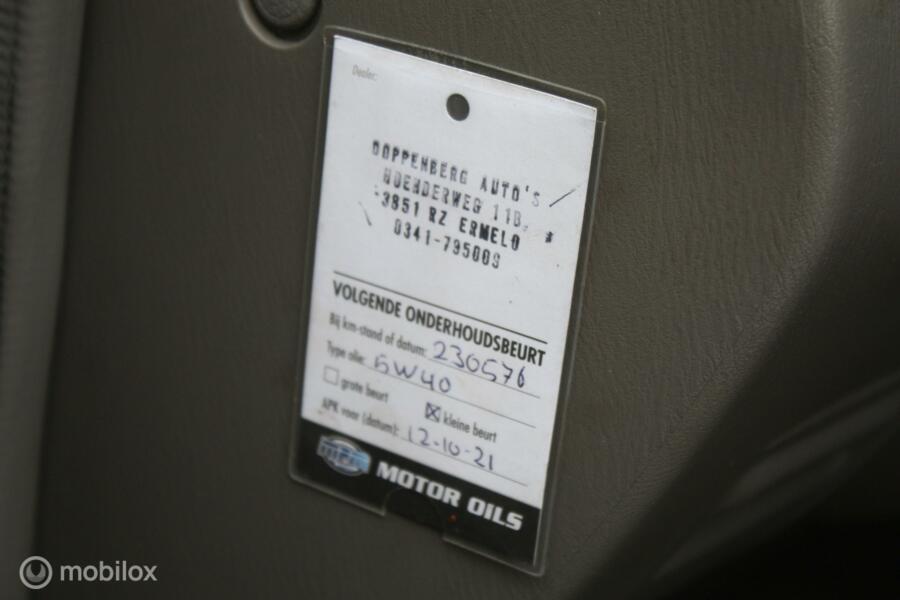 Dealer:
DOPPENBERG AUTO'S
HOENDERWEG 11B,
3851 RZ ERMELO
0341-795009
VOLGENDE ONDERHOUDSBEURT
Bij km-stand of datum: 230576
Type olie: 5W40
grote beurt kleine beurt
APK voor (datum): 12-10-21
MPM MOTOR OILS
mobilox